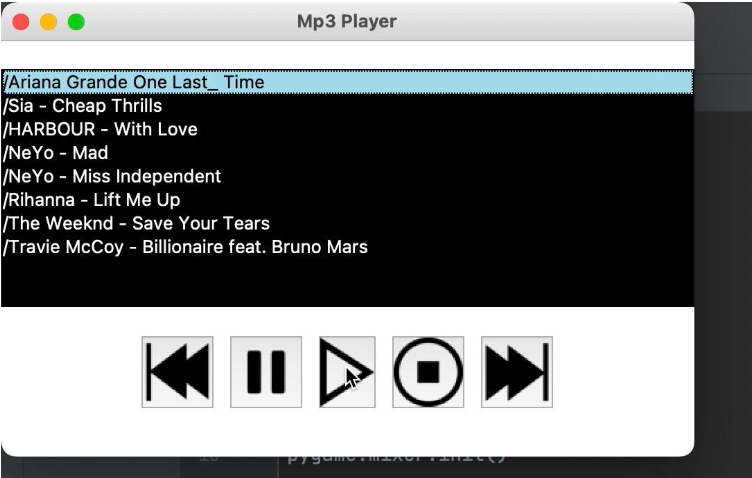 Mp3 Player
/Ariana Grande One Last_ Time
/Sia - Cheap Thrills
/HARBOUR - With Love
/NeYo - Mad
/NeYo - Miss Independent
/Rihanna - Lift Me Up
/The Weeknd - Save Your Tears
/Travie McCoy - Billionaire feat. Bruno Mars
pygame.mixer.init()